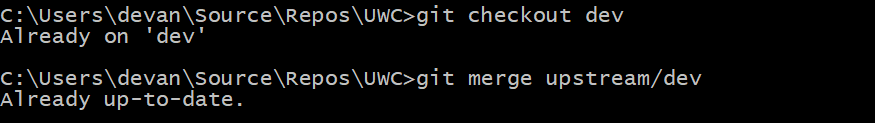 C:\Users\devan\Source\Repos\UWC>git checkout dev
Already on 'dev'
C:\Users\devan\Source\Repos\UWC>git merge upstream/dev
Already up-to-date.